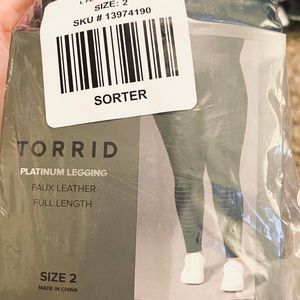 SIZE: 2
SKU # 13974190
SORTER
TORRID
PLATINUM LEGGING
FAUX LEATHER
FULL LENGTH
SIZE 2
MADE IN CHINA